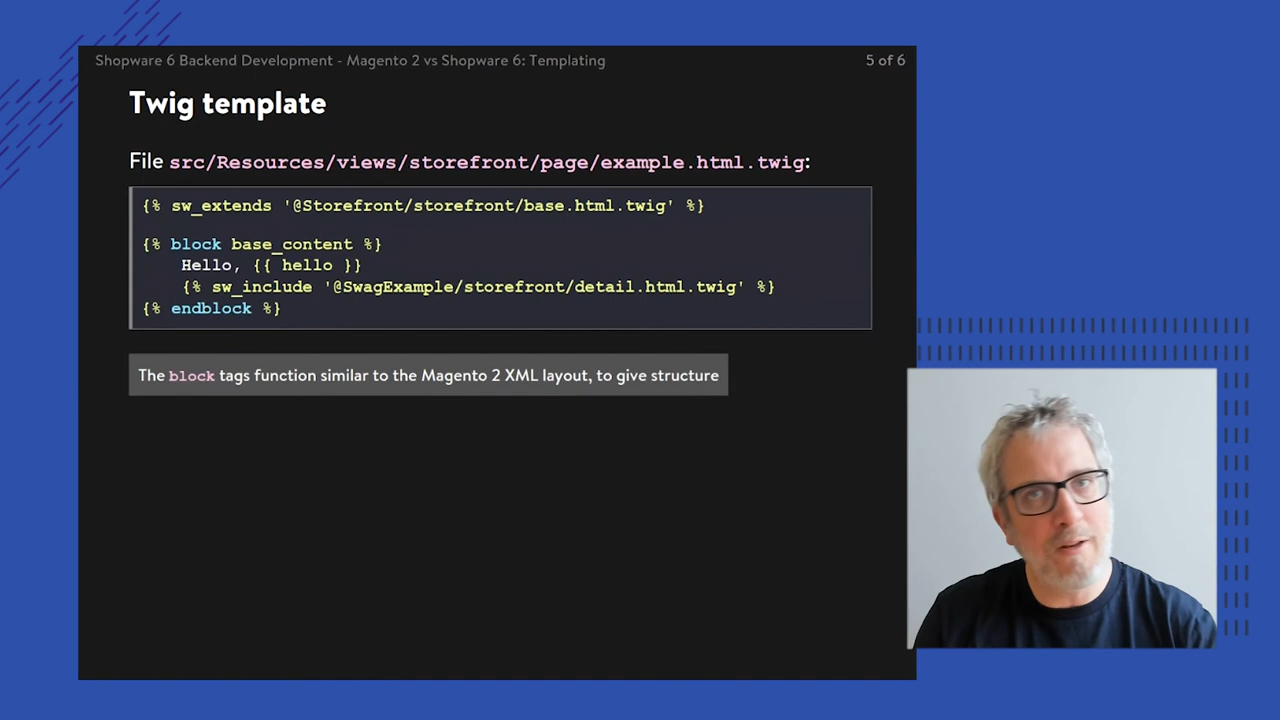 Shopware 6 Backend Development - Magento 2 vs Shopware 6: Templating
5 of 6
Twig template
File src/Resources/views/storefront/page/example.html.twig:
{% sw_extends '@Storefront/storefront/base.html.twig' %}
{% block base_content %}
Hello, {{ hello }}
{% sw_include '@SwagExample/storefront/detail.html.twig' %}
{% endblock %}
The block tags function similar to the Magento 2 XML layout, to give structure